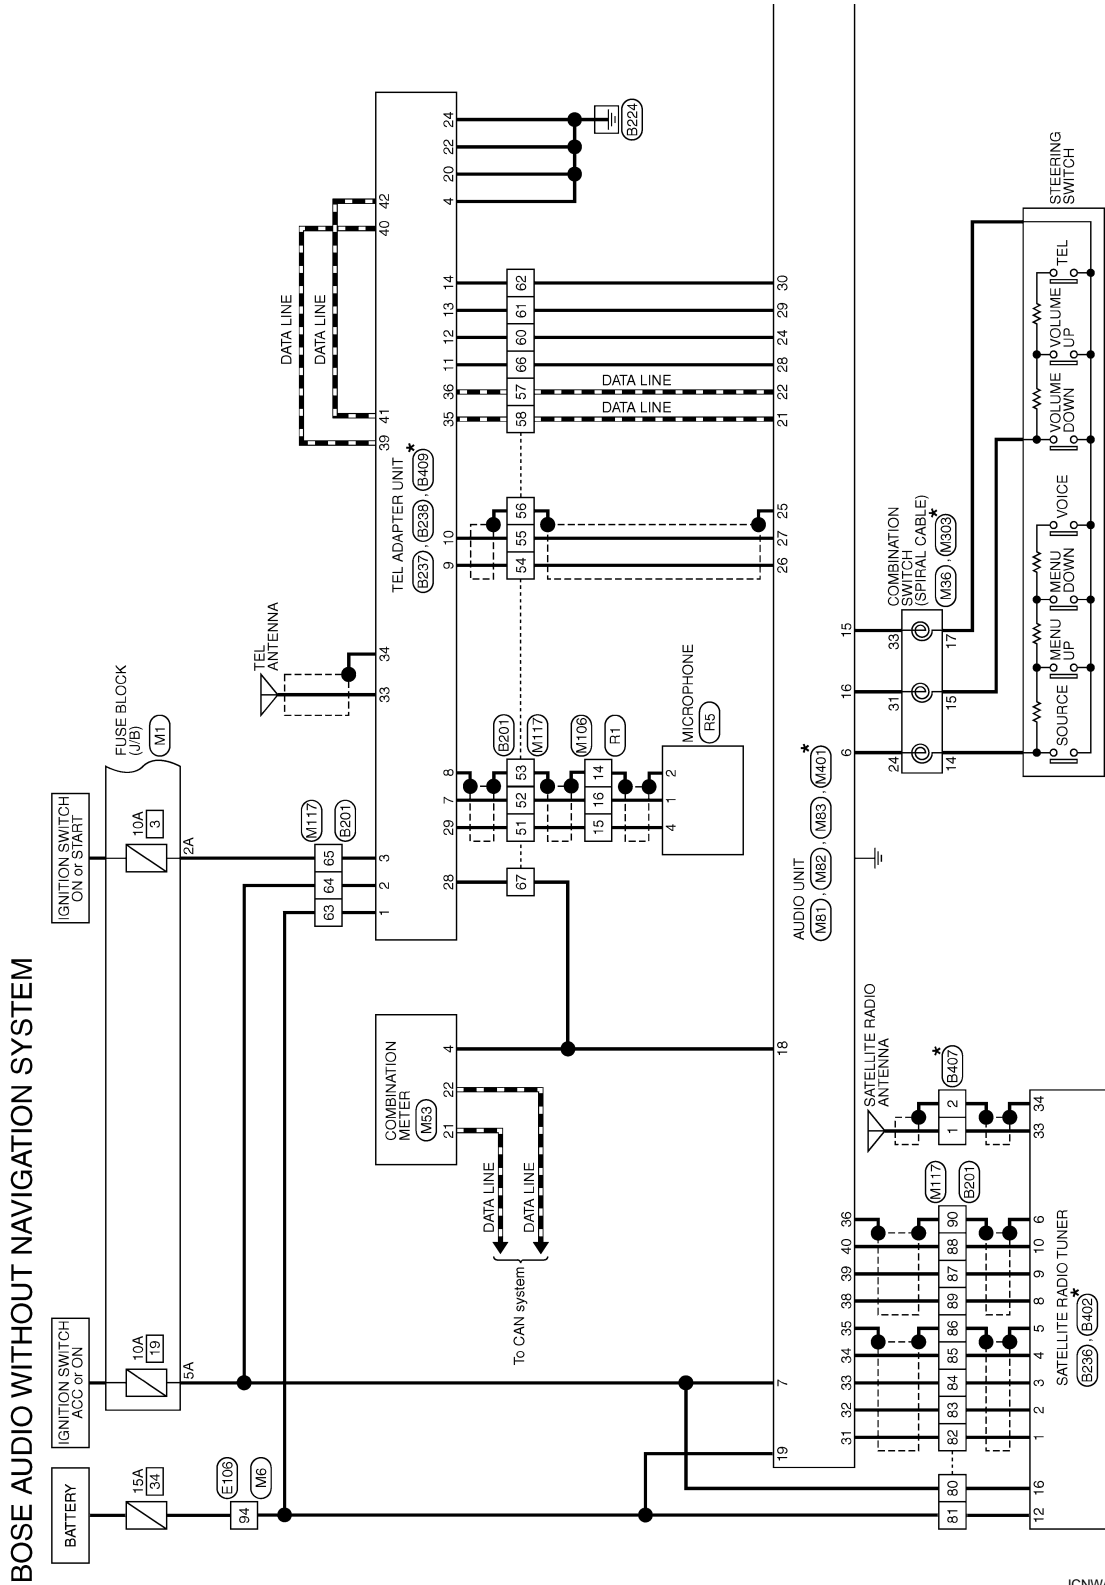 BOSE AUDIO WITHOUT NAVIGATION SYSTEM
BATTERY
IGNITION SWITCH
ACC or ON
IGNITION SWITCH
ON or START
15A
34
10A
19
10A
3
FUSE BLOCK
(J/B)
M1
5A
2A
E106
M6
94
63
64
65
M117
B201
1
2
3
TEL
ANTENNA
33
34
DATA LINE
DATA LINE
39
41
40
42
TEL ADAPTER UNIT
B237 , B238 , B409 *
28
29
7
8
9
10
35
36
11
12
13
14
4
20
22
24
B224
COMBINATION
METER
M53
21
22
4
DATA LINE
DATA LINE
To CAN system
67
51
52
53
B201
M117
54
55
56
58
57
66
60
61
62
15
16
14
M106
R1
4
1
2
MICROPHONE
R5
DATA LINE
DATA LINE
19
7
18
26
27
25
21
22
28
24
29
30
AUDIO UNIT
M81 , M82 , M83 , M401 *
31
32
33
34
35
38
39
40
36
6
16
15
SATELLITE RADIO
ANTENNA
24
31
33
14
15
17
COMBINATION
SWITCH
(SPIRAL CABLE)
M36 , M303 *
81
80
82
83
84
85
86
89
87
88
90
M117
B201
1
2
B407 *
12
16
1
2
3
4
5
8
9
10
6
33
34
SATELLITE RADIO TUNER
B236 , B402 *
SOURCE
MENU
UP
MENU
DOWN
VOICE
VOLUME
DOWN
VOLUME
UP
TEL
STEERING
SWITCH